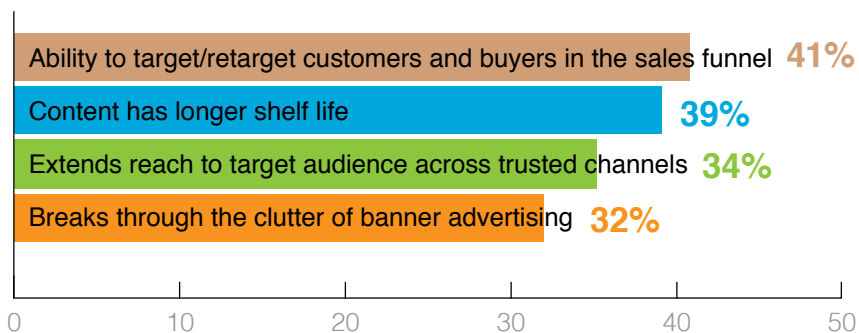 Ability to target/retarget customers and buyers in the sales funnel 41%
Content has longer shelf life 39%
Extends reach to target audience across trusted channels 34%
Breaks through the clutter of banner advertising 32%
0 10 20 30 40 50